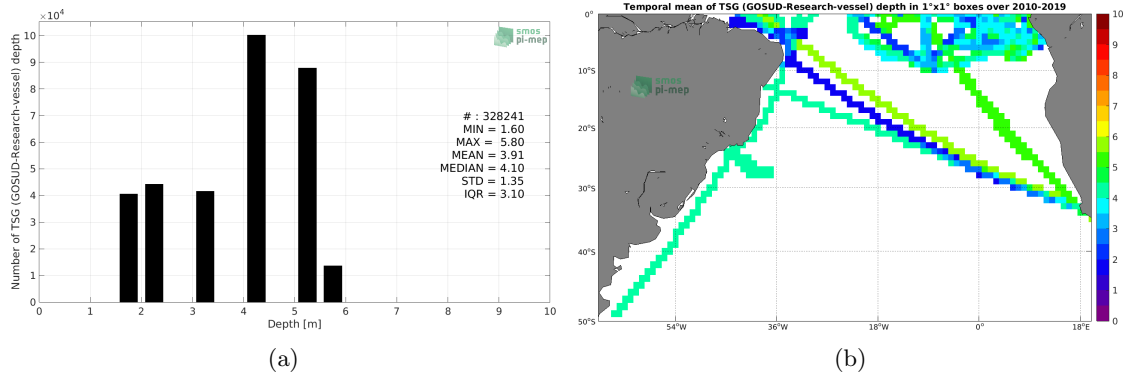 ×10⁴
10
9
8
7
6
5
4
3
2
1
0
Number of TSG (GOSUD-Research-vessel) depth
smos
pi-mep
# : 328241
MIN = 1.60
MAX = 5.80
MEAN = 3.91
MEDIAN = 4.10
STD = 1.35
IQR = 3.10
0 1 2 3 4 5 6 7 8 9 10
Depth [m]
(a)
Temporal mean of TSG (GOSUD-Research-vessel) depth in 1°x1° boxes over 2010-2019
0°
10°S
20°S
30°S
40°S
50°S
smos
pi-mep
54°W 36°W 18°W 0° 18°E
10
9
8
7
6
5
4
3
2
1
0
(b)